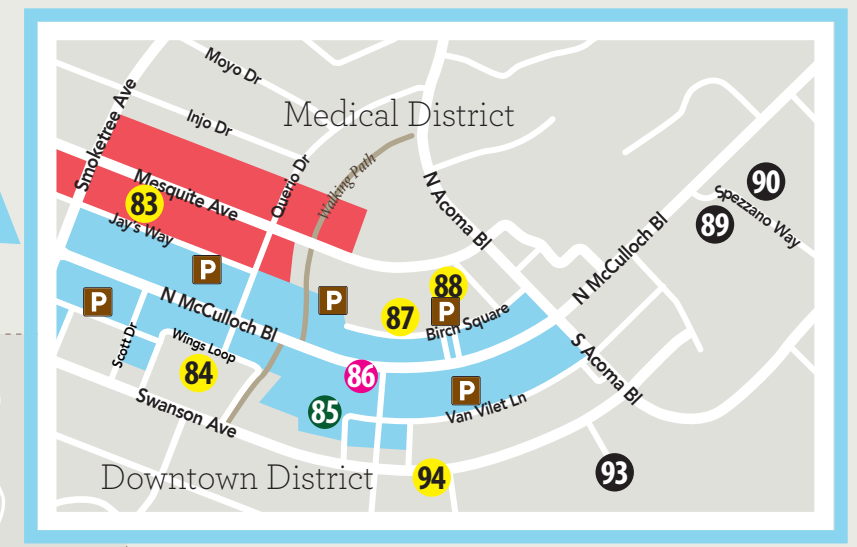 Moyo Dr
Medical District
Injo Dr
Smoketree Ave
Querio Dr
Walking Path
Mesquite Ave
83
Jay's Way
N Acoma Bl
90
89
Spezzano Way
N McCulloch Bl
P
P
P
88
P
87
Birch Square
N McCulloch Bl
Scott Dr
Wings Loop
84
86
85
P
Van Vilet Ln
S Acoma Bl
Swanson Ave
Downtown District
94
93